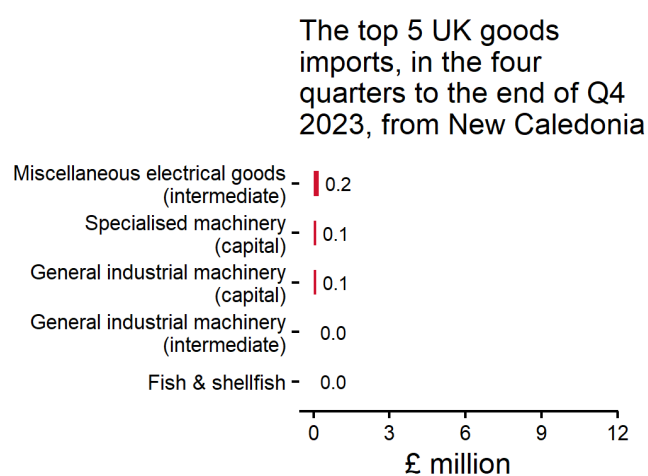 The top 5 UK goods
imports, in the four
quarters to the end of Q4
2023, from New Caledonia
Miscellaneous electrical goods
(intermediate)
0.2
Specialised machinery
(capital)
0.1
General industrial machinery
(capital)
0.1
General industrial machinery
(intermediate)
0.0
Fish & shellfish
0.0
0 3 6 9 12
£ million